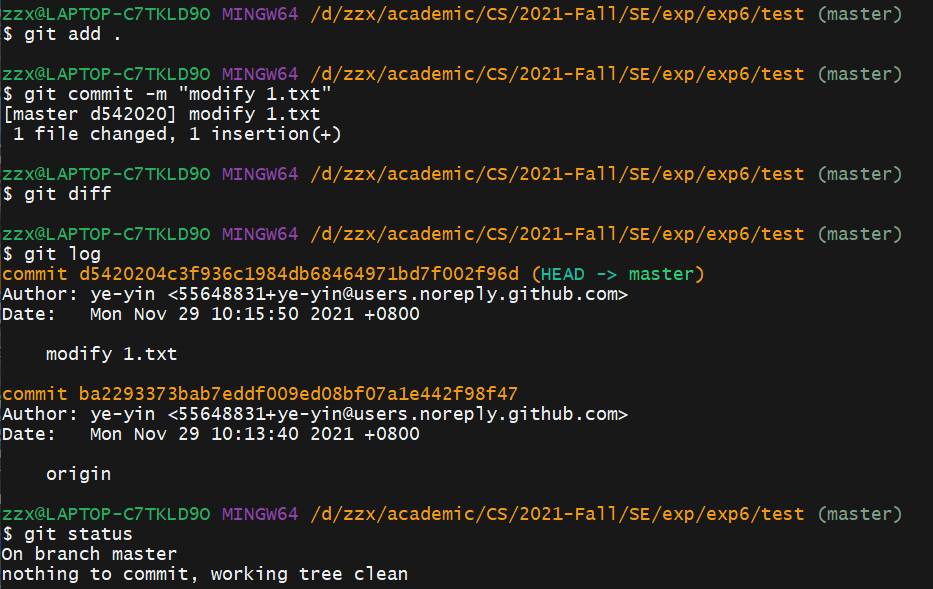 zzx@LAPTOP-C7TKLD9O MINGW64 /d/zzx/academic/CS/2021-Fall/SE/exp/exp6/test (master)
$ git add .
zzx@LAPTOP-C7TKLD9O MINGW64 /d/zzx/academic/CS/2021-Fall/SE/exp/exp6/test (master)
$ git commit -m "modify 1.txt"
[master d542020] modify 1.txt
 1 file changed, 1 insertion(+)
zzx@LAPTOP-C7TKLD9O MINGW64 /d/zzx/academic/CS/2021-Fall/SE/exp/exp6/test (master)
$ git diff
zzx@LAPTOP-C7TKLD9O MINGW64 /d/zzx/academic/CS/2021-Fall/SE/exp/exp6/test (master)
$ git log
commit d5420204c3f936c1984db68464971bd7f002f96d (HEAD -> master)
Author: ye-yin <55648831+ye-yin@users.noreply.github.com>
Date:   Mon Nov 29 10:15:50 2021 +0800
    modify 1.txt
commit ba2293373bab7eddf009ed08bf07a1e442f98f47
Author: ye-yin <55648831+ye-yin@users.noreply.github.com>
Date:   Mon Nov 29 10:13:40 2021 +0800
    origin
zzx@LAPTOP-C7TKLD9O MINGW64 /d/zzx/academic/CS/2021-Fall/SE/exp/exp6/test (master)
$ git status
On branch master
nothing to commit, working tree clean